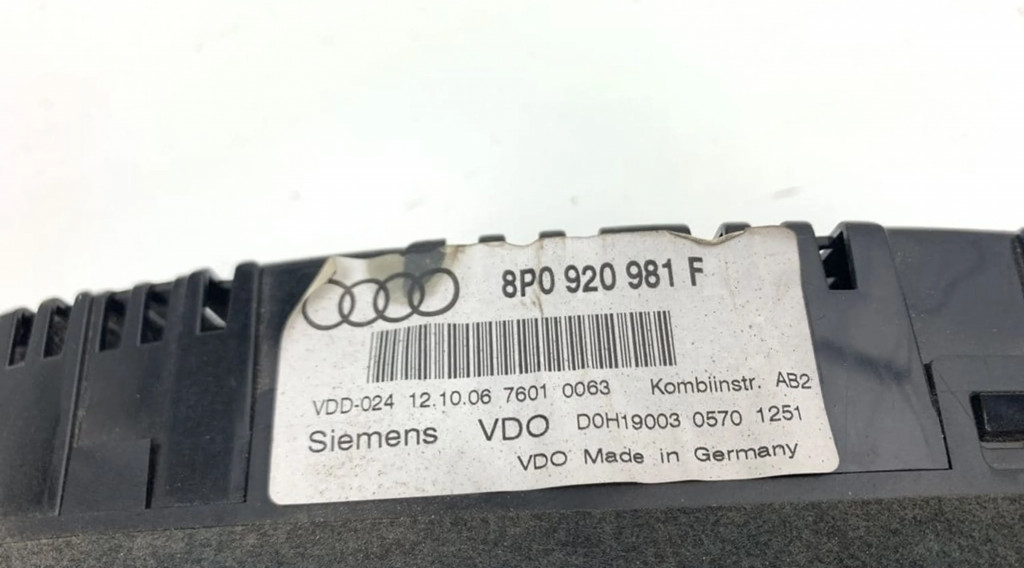 8P0 920 981 F
VDD-024 12.10.06 7601 0063 Kombiinstr. AB2
Siemens VDO D0H19003 0570 1251
VDO Made in Germany